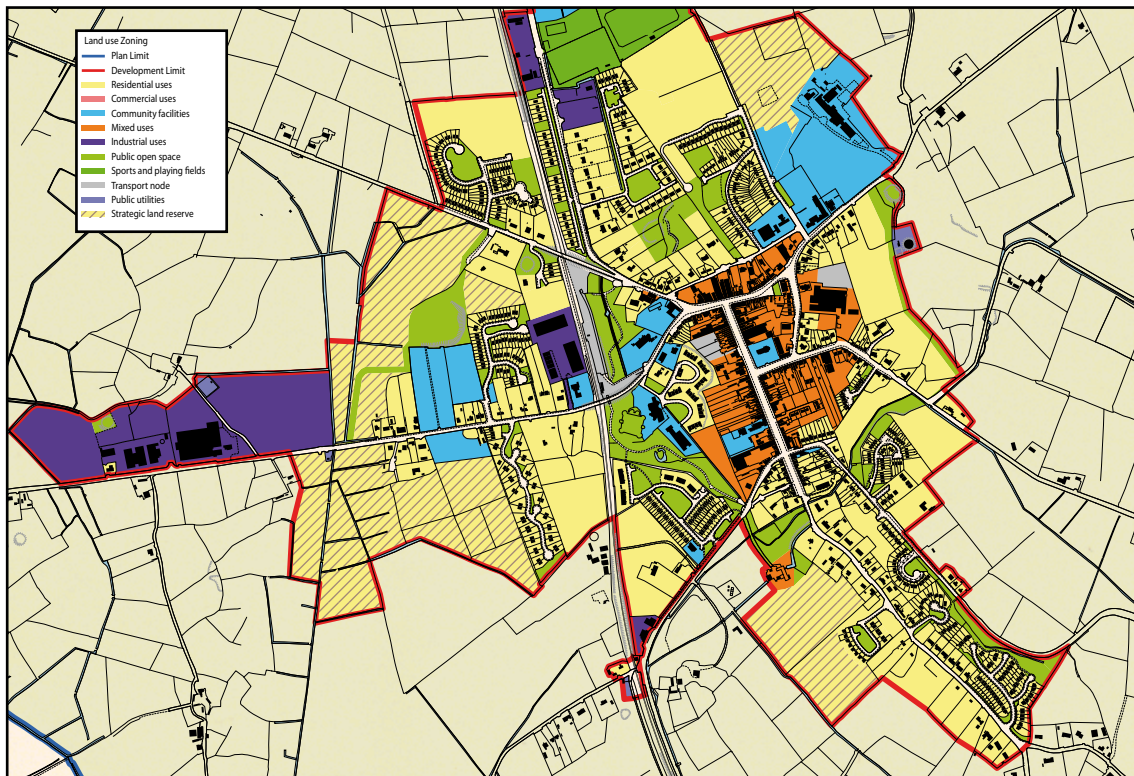 Land use Zoning
Plan Limit
Development Limit
Residential uses
Commercial uses
Community facilities
Mixed uses
Industrial uses
Public open space
Sports and playing fields
Transport node
Public utilities
Strategic land reserve